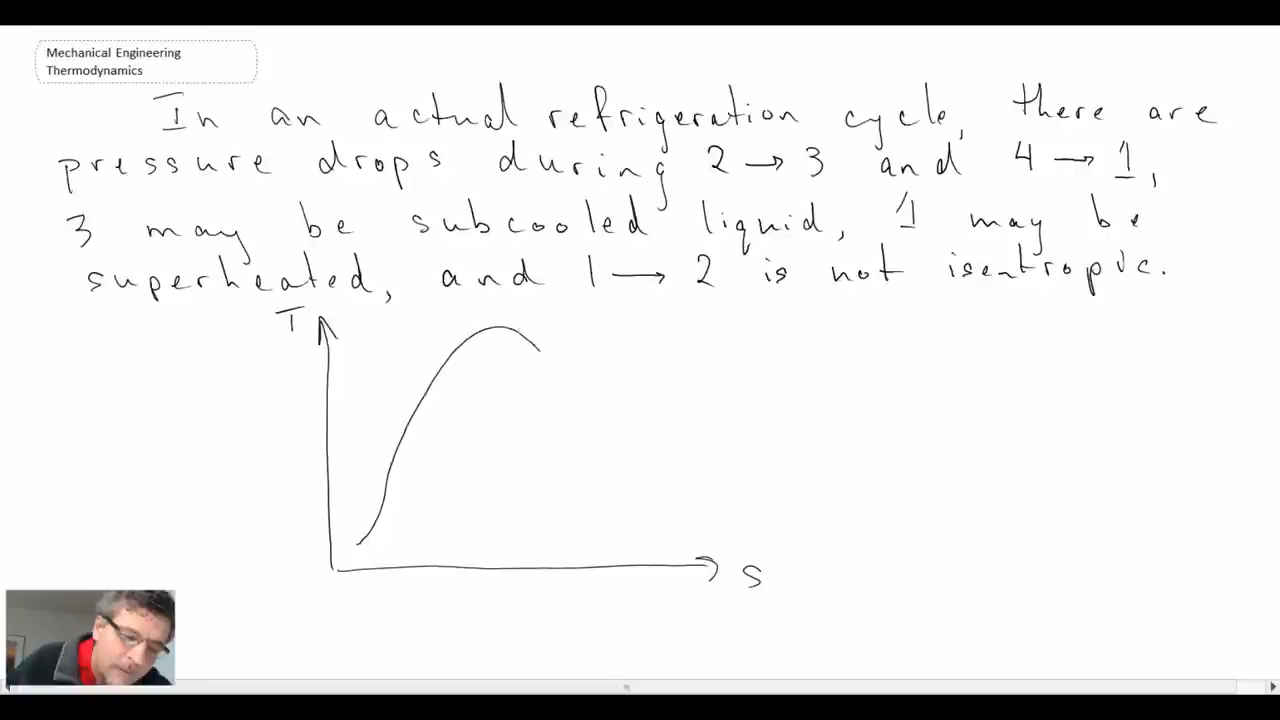 Mechanical Engineering
Thermodynamics
In an actual refrigeration cycle, there are
pressure drops during 2 → 3 and 4 → 1,
3 may be subcooled liquid, 1 may be
superheated, and 1 → 2 is not isentropic.
T
s